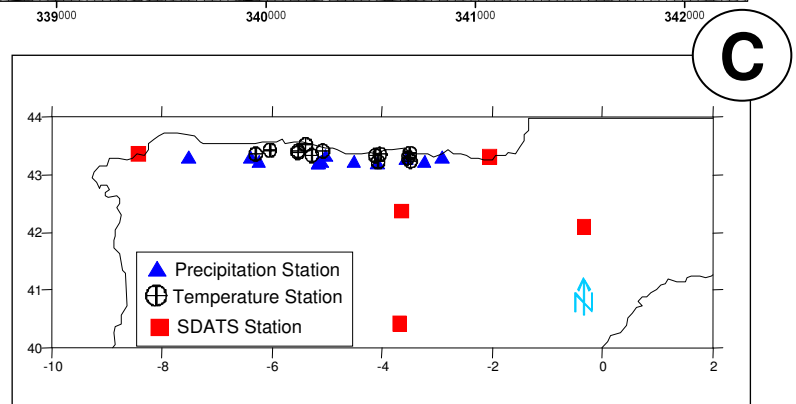 339000 340000 341000 342000
C
44
43
42
41
40
Precipitation Station
Temperature Station
SDATS Station
N
-10 -8 -6 -4 -2 0 2